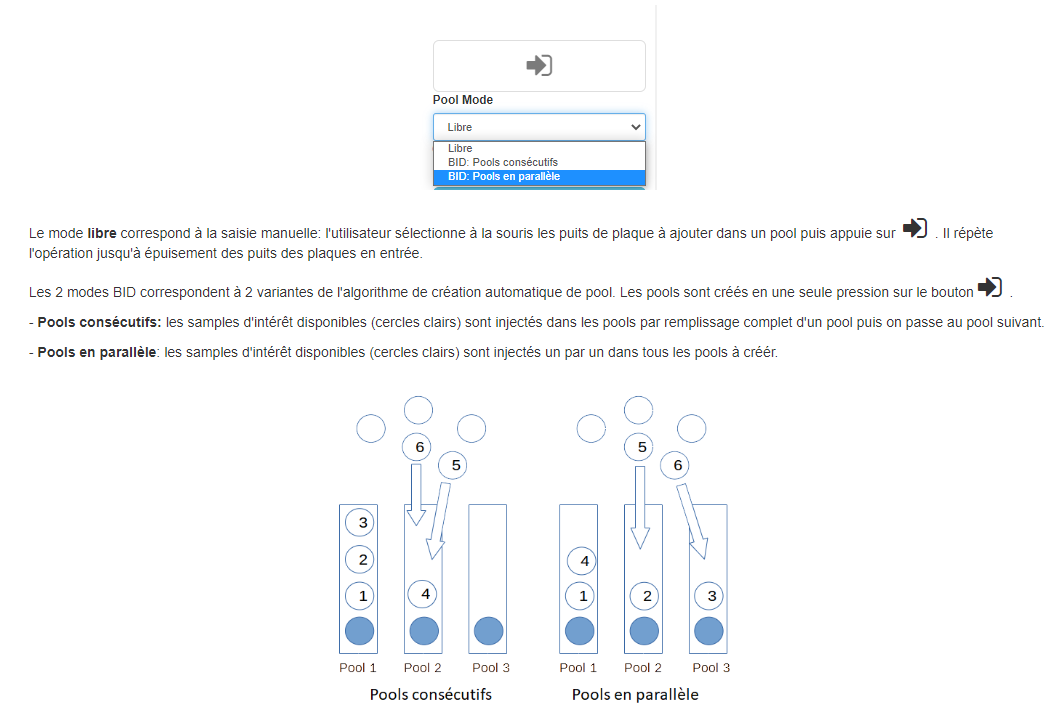 Pool Mode
Libre
Libre
BID: Pools consécutifs
BID: Pools en parallèle
Le mode libre correspond à la saisie manuelle: l'utilisateur sélectionne à la souris les puits de plaque à ajouter dans un pool puis appuie sur . Il répète
l'opération jusqu'à épuisement des puits des plaques en entrée.
Les 2 modes BID correspondent à 2 variantes de l'algorithme de création automatique de pool. Les pools sont créés en une seule pression sur le bouton .
- Pools consécutifs: les samples d'intérêt disponibles (cercles clairs) sont injectés dans les pools par remplissage complet d'un pool puis on passe au pool suivant.
- Pools en parallèle: les samples d'intérêt disponibles (cercles clairs) sont injectés un par un dans tous les pools à créér.
6
5
3
2
1
4
Pool 1 Pool 2 Pool 3
Pools consécutifs
5
6
4
1 2 3
Pool 1 Pool 2 Pool 3
Pools en parallèle